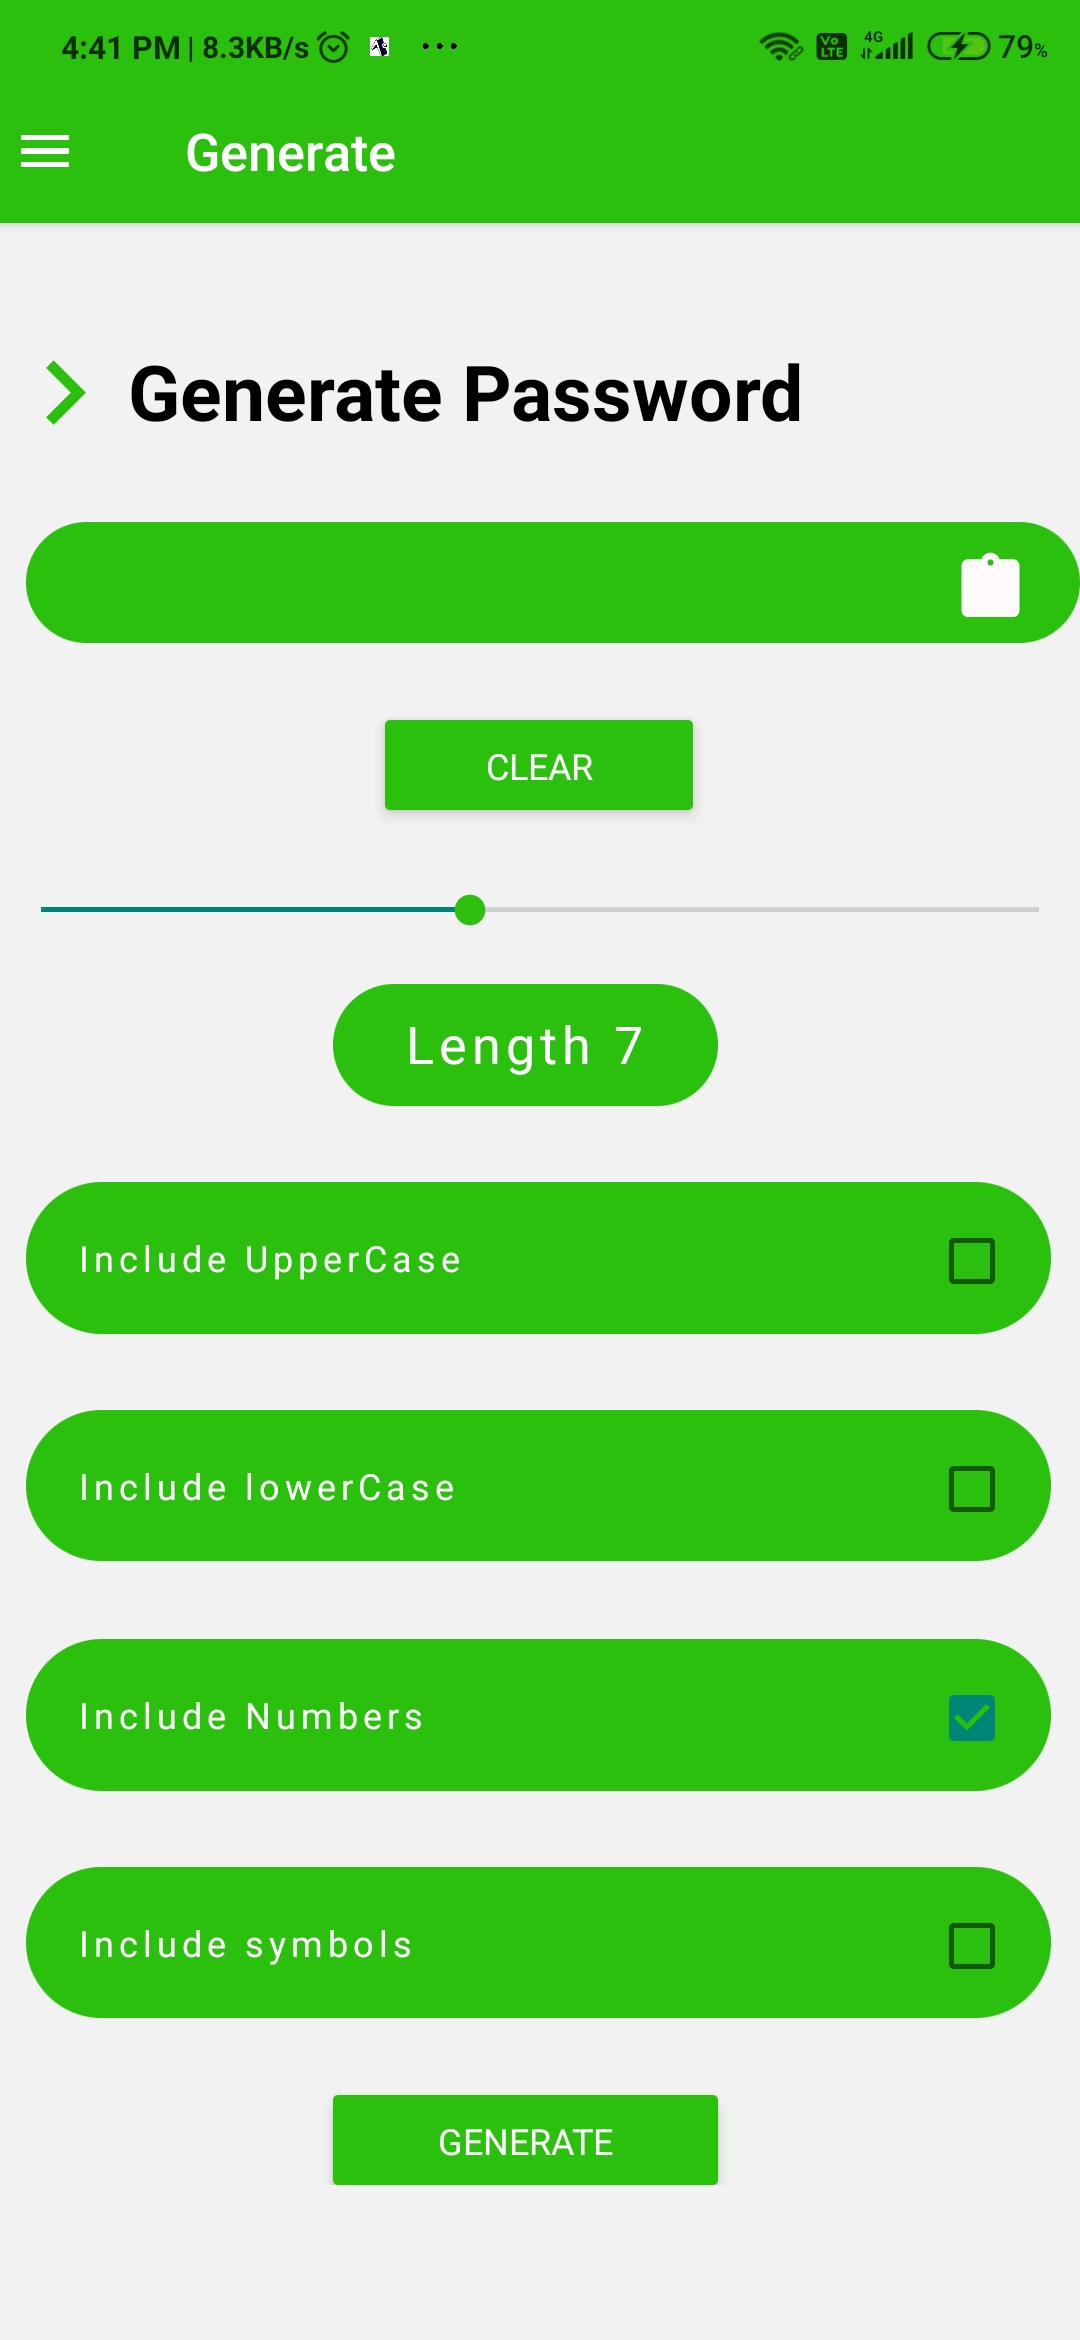 4:41 PM | 8.3KB/s ... Vo LTE 4G 79%
Generate
Generate Password
CLEAR
Length 7
Include UpperCase
Include lowerCase
Include Numbers
Include symbols
GENERATE